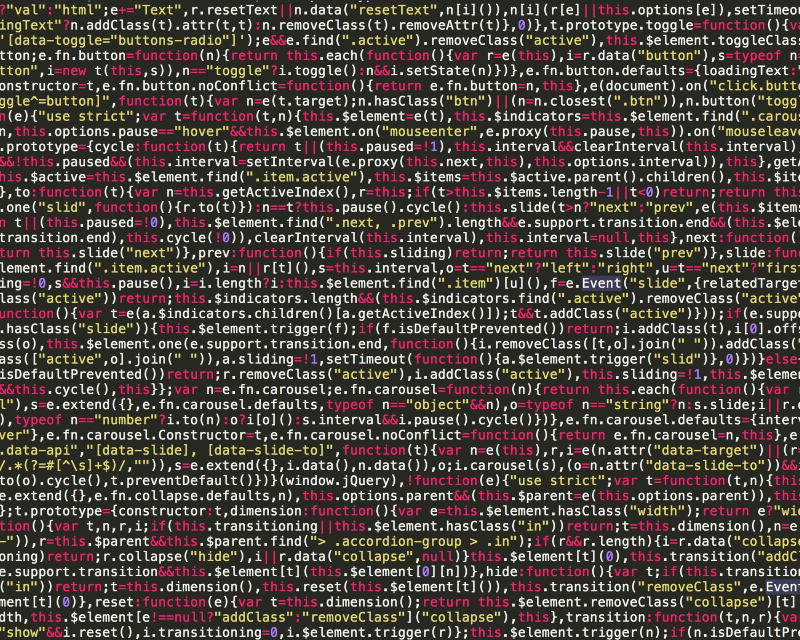 ?"val":"html";e+="Text",r.resetText||n.data("resetText",n[i]()),n[i](r[e]||this.options[e]),setTimeo
ingText"?n.addClass(t).attr(t,t):n.removeClass(t).removeAttr(t)},0)},t.prototype.toggle=function(){v
'[data-toggle="buttons-radio"]');e&&e.find(".active").removeClass("active"),this.$element.toggleClas
tton;e.fn.button=function(n){return this.each(function(){var r=e(this),i=r.data("button"),s=typeof n
tton",i=new t(this,s)),n=="toggle"?i.toggle():n&&i.setState(n)})},e.fn.button.defaults={loadingText:
onstructor=t,e.fn.button.noConflict=function(){return e.fn.button=n,this},e(document).on("click.butt
ggle^=button]",function(t){var n=e(t.target);n.hasClass("btn")||(n=n.closest(".btn")),n.button("togg
n(e){"use strict";var t=function(t,n){this.$element=e(t),this.$indicators=this.$element.find(".carou
n,this.options.pause=="hover"&&this.$element.on("mouseenter",e.proxy(this.pause,this)).on("mouseleav
.prototype={cycle:function(t){return t||(this.paused=!1),this.interval&&clearInterval(this.interval)
&&!this.paused&&(this.interval=setInterval(e.proxy(this.next,this),this.options.interval)),this},get
this.$active=this.$element.find(".item.active"),this.$items=this.$active.parent().children(),this.$it
},to:function(t){var n=this.getActiveIndex(),r=this;if(t>this.$items.length-1||t<0)return;return this
.one("slid",function(){r.to(t)}):n==t?this.pause().cycle():this.slide(t>n?"next":"prev",e(this.$items
n t||(this.paused=!0),this.$element.find(".next, .prev").length&&e.support.transition.end&&(this.$el
transition.end),this.cycle(!0)),clearInterval(this.interval),this.interval=null,this},next:function(
this.slide("next")},prev:function(){if(this.sliding)return;return this.slide("prev")},slide:function
lement.find(".item.active"),i=n||r[t](),s=this.interval,o=t=="next"?"left":"right",u=t=="next"?"first
ing=!0,s&&this.pause(),i=i.length?i:this.$element.find(".item")[u](),f=e.Event("slide",{relatedTarget
lass("active"))return;this.$indicators.length&&(this.$indicators.find(".active").removeClass("active
unction(){var t=e(a.$indicators.children()[a.getActiveIndex()]);t&&t.addClass("active")}));if(e.suppo
.hasClass("slide")){this.$element.trigger(f);if(f.isDefaultPrevented())return;i.addClass(t),i[0].offs
ss(o),this.$element.one(e.support.transition.end,function(){i.removeClass([t,o].join(" ")).addClass(
ass(["active",o].join(" ")),a.sliding=!1,setTimeout(function(){a.$element.trigger("slid")},0)})}else
isDefaultPrevented())return;r.removeClass("active"),i.addClass("active"),this.sliding=!1,this.$eleme
&&this.cycle(),this}};var n=e.fn.carousel;e.fn.carousel=function(n){return this.each(function(){var
l"),s=e.extend({},e.fn.carousel.defaults,typeof n=="object"&&n),o=typeof n=="string"?n:s.slide;i||r.
),typeof n=="number"?i.to(n):o?i[o]():s.interval&&i.pause().cycle()})},e.fn.carousel.defaults={interv
ver"},e.fn.carousel.Constructor=t,e.fn.carousel.noConflict=function(){return e.fn.carousel=n,this},e
.data-api","[data-slide], [data-slide-to]",function(t){var n=e(this),r,i=e(n.attr("data-target")||(r
/.*(?=#[^\s]+$)/,"")),s=e.extend({},i.data(),n.data()),o;i.carousel(s),(o=n.attr("data-slide-to"))&&i
to(o).cycle(),t.preventDefault()})}(window.jQuery),!function(e){"use strict";var t=function(t,n){thi
e.extend({},e.fn.collapse.defaults,n),this.options.parent&&(this.$parent=e(this.options.parent)),thi
};t.prototype={constructor:t,dimension:function(){var e=this.$element.hasClass("width");return e?"wi
tion(){var t,n,r,i;if(this.transitioning||this.$element.hasClass("in"))return;t=this.dimension(),n=e
-")),r=this.$parent&&this.$parent.find("> .accordion-group > .in");if(r&&r.length){i=r.data("collaps
oning)return;r.collapse("hide"),i||r.data("collapse",null)}this.$element[t](0),this.transition("addC
e.support.transition&&this.$element[t](this.$element[0][n])},hide:function(){var t;if(this.transitio
("in"))return;t=this.dimension(),this.reset(this.$element[t]()),this.transition("removeClass",e.Event
ment[t](0)},reset:function(e){var t=this.dimension();return this.$element.removeClass("collapse")[t]
dth,this.$element[e!==null?"addClass":"removeClass"]("collapse"),this},transition:function(t,n,r){va
"show"&&i.reset(),i.transitioning=0,i.$element.trigger(r)};this.$element.trigger(n);if(n.isDefaultPr